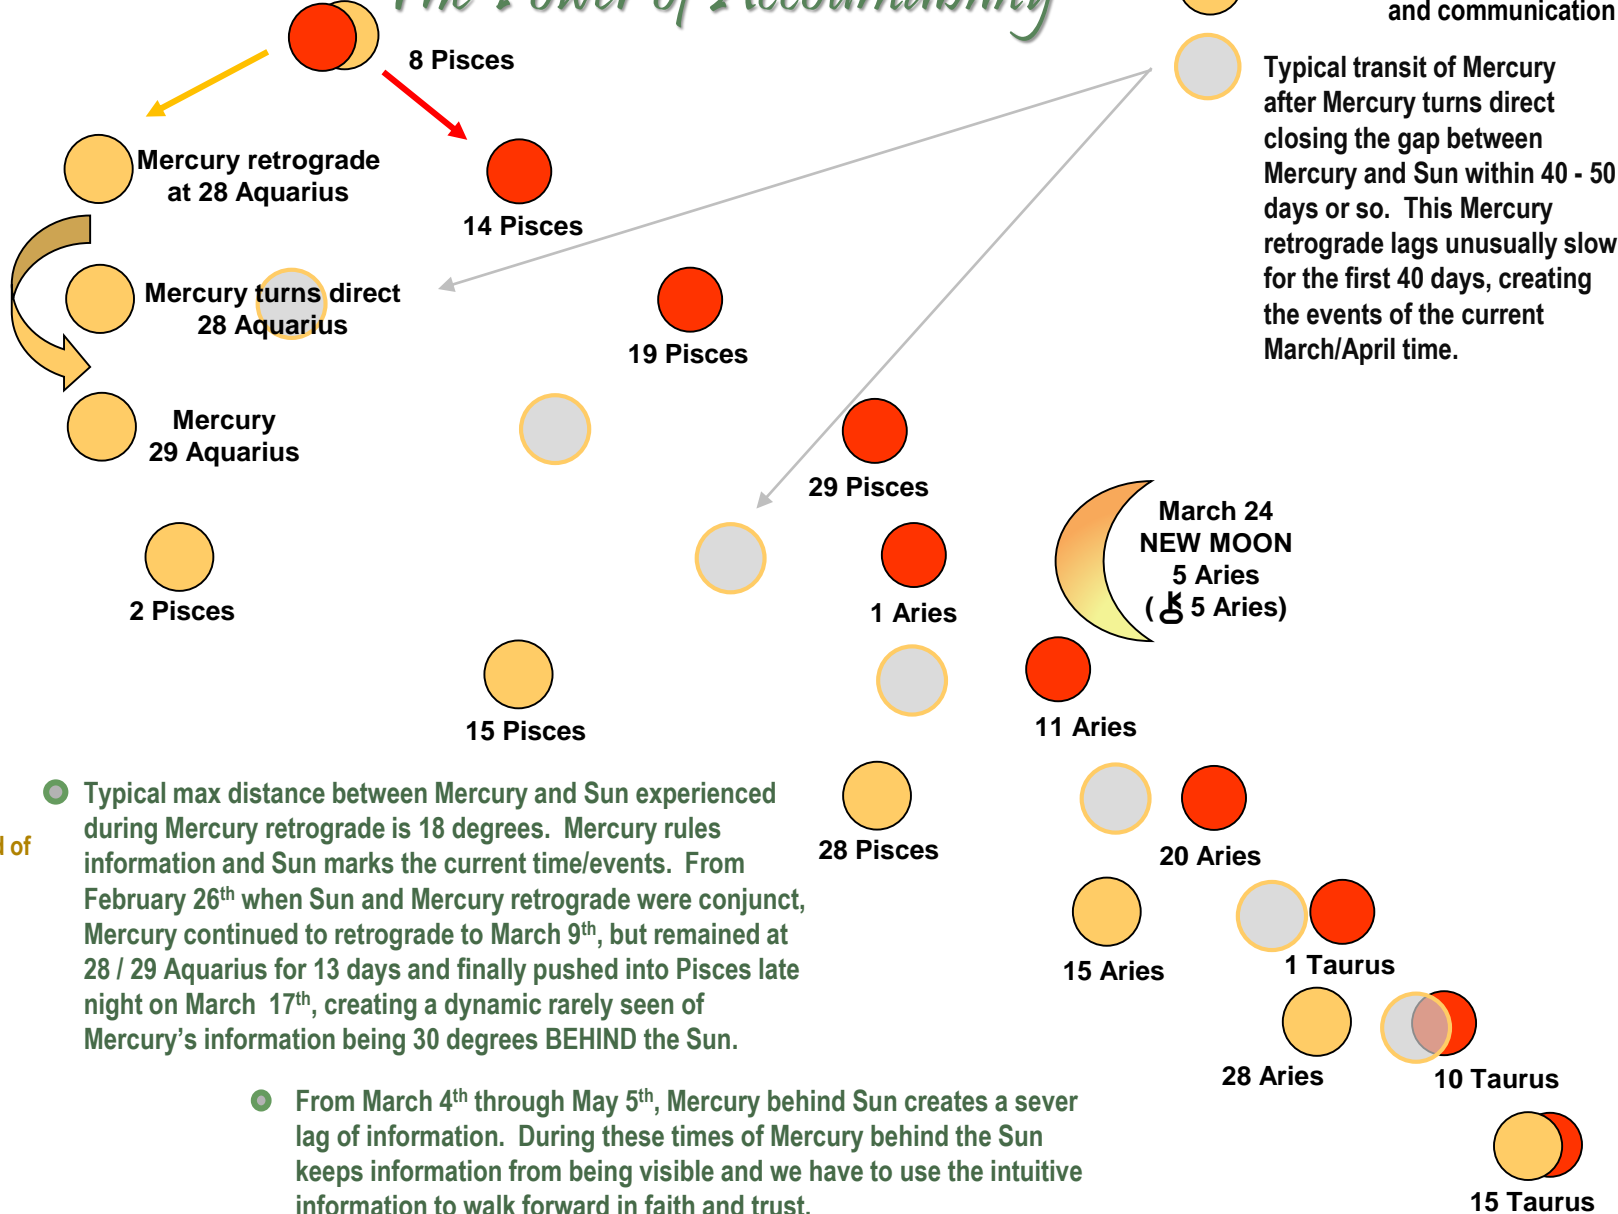 The Power of Accountability
8 Pisces
and communication
Typical transit of Mercury
after Mercury turns direct
closing the gap between
Mercury and Sun within 40 - 50
days or so. This Mercury
retrograde lags unusually slow
for the first 40 days, creating
the events of the current
March/April time.
Mercury retrograde
at 28 Aquarius
14 Pisces
Mercury turns direct
28 Aquarius
19 Pisces
Mercury
29 Aquarius
29 Pisces
March 24
NEW MOON
5 Aries
(⚷ 5 Aries)
2 Pisces
1 Aries
15 Pisces
11 Aries
28 Pisces
20 Aries
15 Aries
1 Taurus
28 Aries
10 Taurus
15 Taurus
of
Typical max distance between Mercury and Sun experienced
during Mercury retrograde is 18 degrees. Mercury rules
information and Sun marks the current time/events. From
February 26th when Sun and Mercury retrograde were conjunct,
Mercury continued to retrograde to March 9th, but remained at
28 / 29 Aquarius for 13 days and finally pushed into Pisces late
night on March 17th, creating a dynamic rarely seen of
Mercury's information being 30 degrees BEHIND the Sun.
From March 4th through May 5th, Mercury behind Sun creates a sever
lag of information. During these times of Mercury behind the Sun
keeps information from being visible and we have to use the intuitive
information to walk forward in faith and trust.